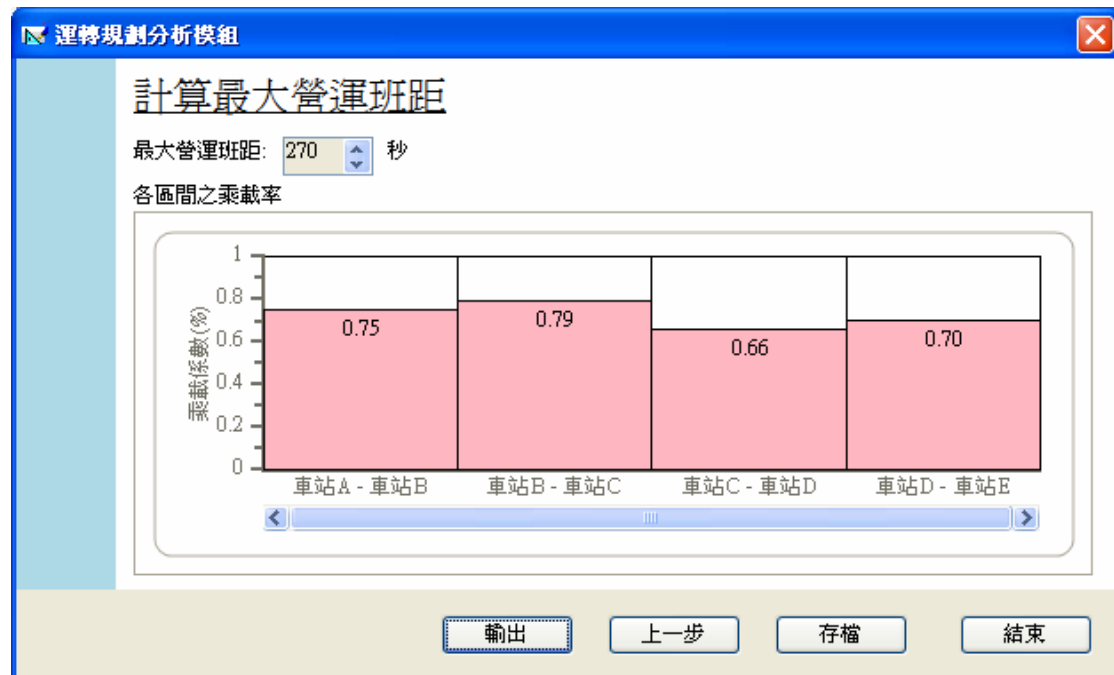 運轉規劃分析模組
計算最大營運班距
最大營運班距: 270 秒
各區間之乘載率
乘載係數(%)
1
0.8
0.6
0.4
0.2
0
0.75
0.79
0.66
0.70
車站A - 車站B
車站B - 車站C
車站C - 車站D
車站D - 車站E
輸出
上一步
存檔
結束